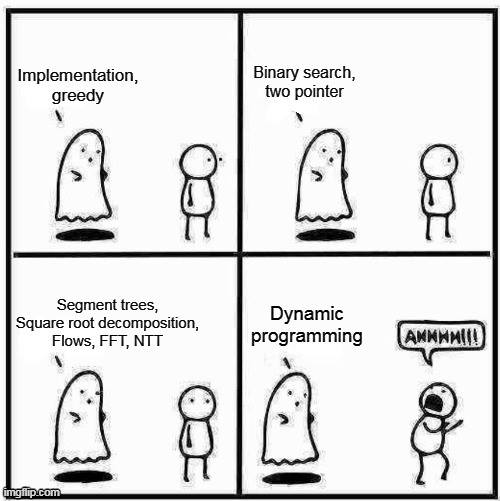 Implementation,
greedy
Binary search,
two pointer
Segment trees,
Square root decomposition,
Flows, FFT, NTT
Dynamic
programming
AHHHH!!!
imgflip.com